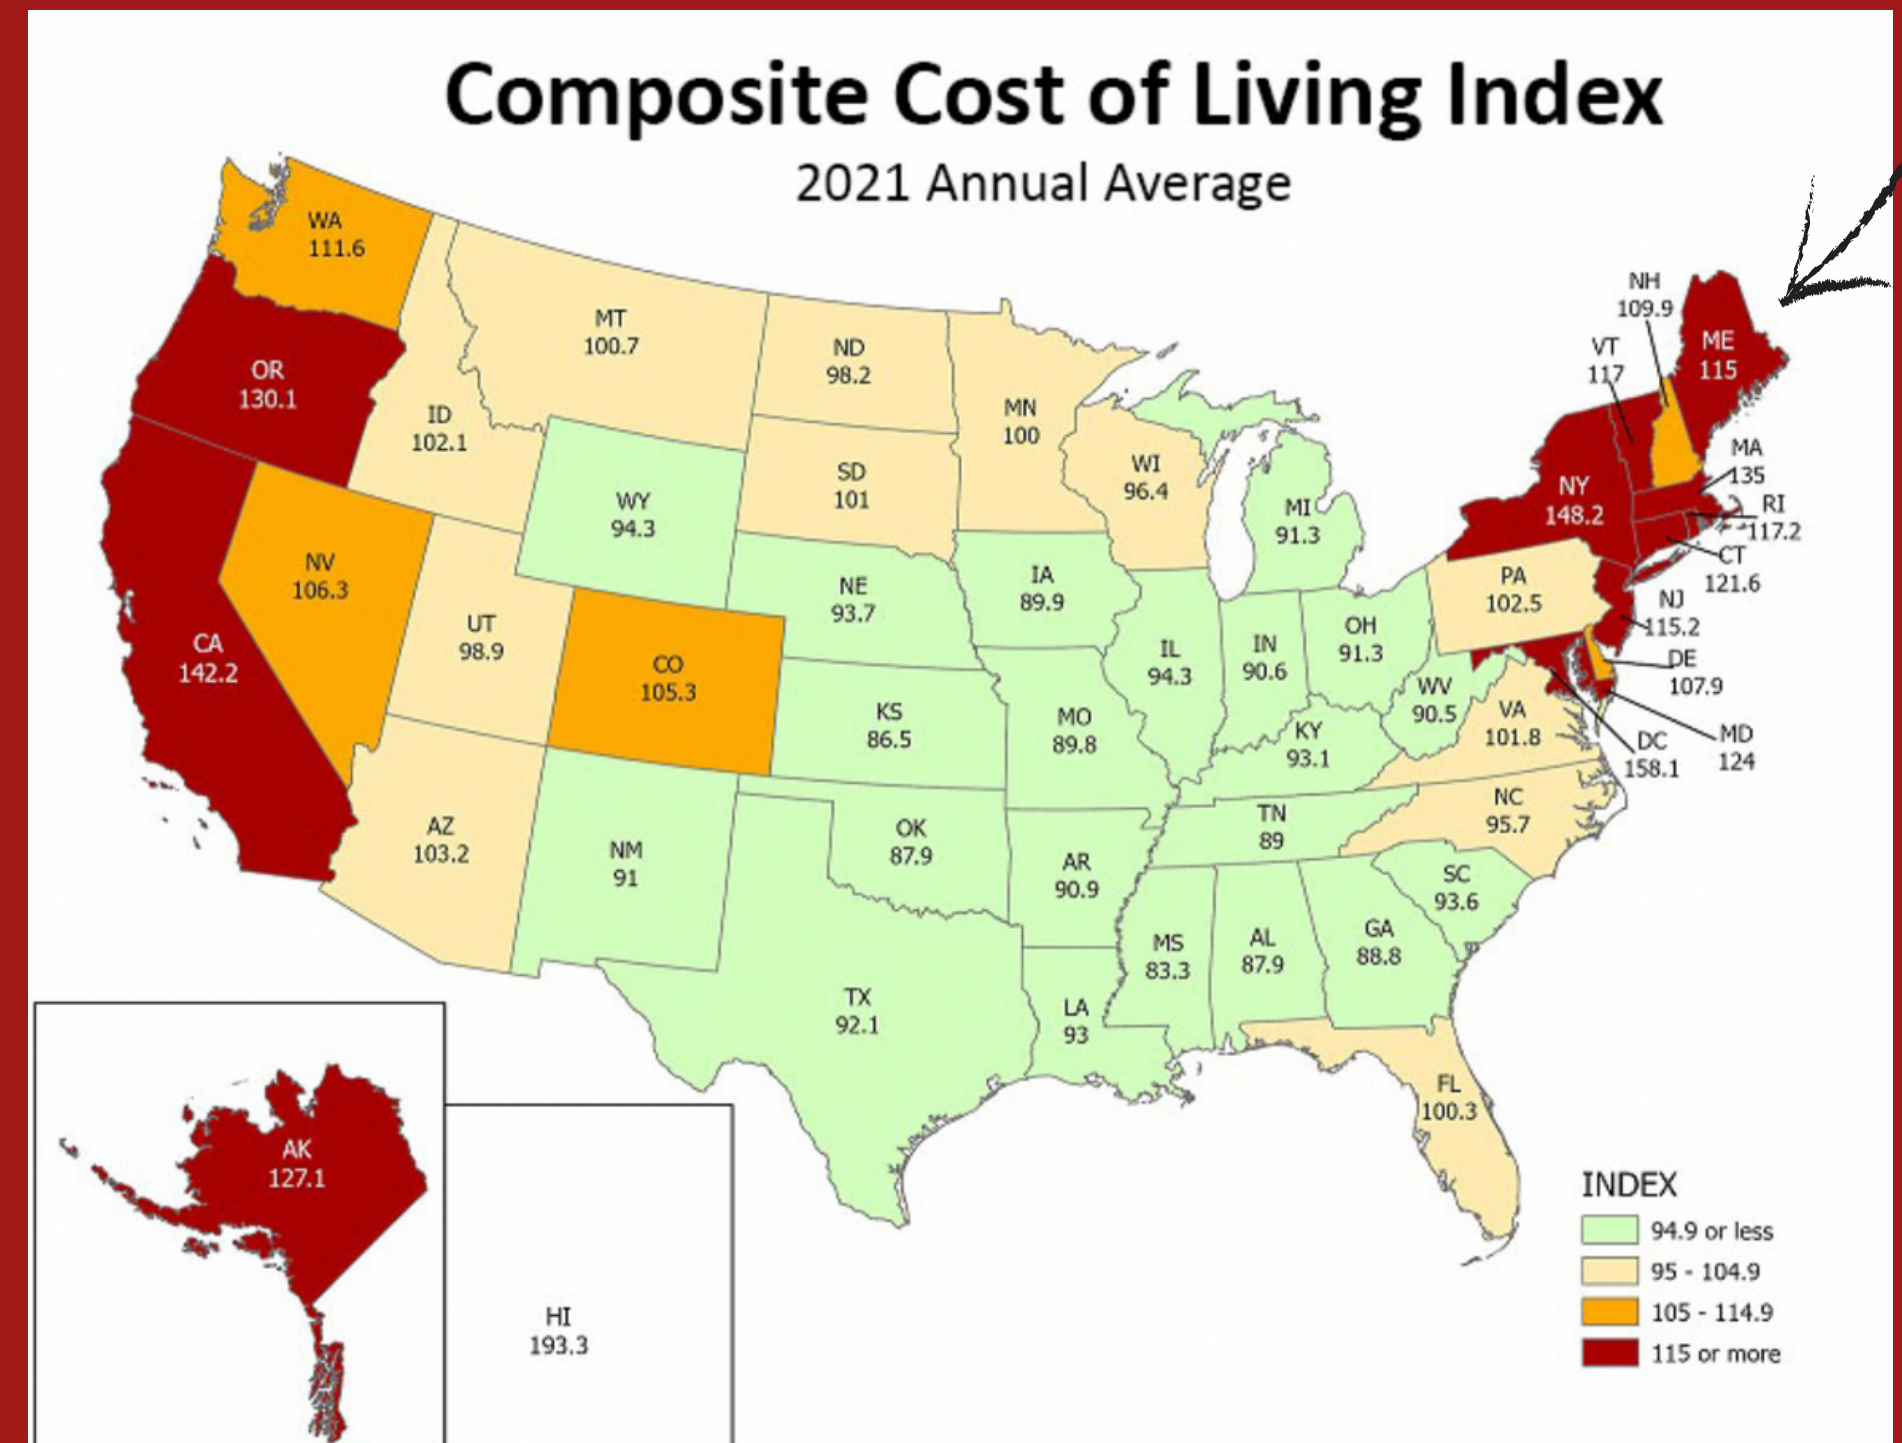 Composite Cost of Living Index
2021 Annual Average
WA
111.6
OR
130.1
CA
142.2
NV
106.3
ID
102.1
MT
100.7
WY
94.3
UT
98.9
CO
105.3
AZ
103.2
NM
91
ND
98.2
SD
101
NE
93.7
KS
86.5
OK
87.9
TX
92.1
MN
100
IA
89.9
MO
89.8
AR
90.9
LA
93
WI
96.4
IL
94.3
MI
91.3
IN
90.6
OH
91.3
KY
93.1
TN
89
MS
83.3
AL
87.9
GA
88.8
FL
100.3
SC
93.6
NC
95.7
VA
101.8
WV
90.5
PA
102.5
NY
148.2
VT
117
NH
109.9
ME
115
MA
135
RI
117.2
CT
121.6
NJ
115.2
DE
107.9
MD
124
DC
158.1
AK
127.1
HI
193.3
INDEX
94.9 or less
95 - 104.9
105 - 114.9
115 or more